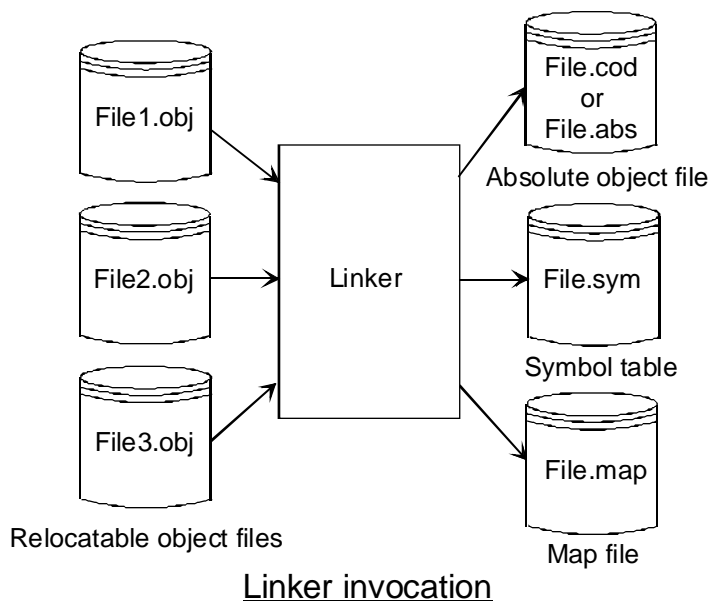 File1.obj
File2.obj
File3.obj
Relocatable object files
Linker
File.cod
or
File.abs
Absolute object file
File.sym
Symbol table
File.map
Map file
Linker invocation